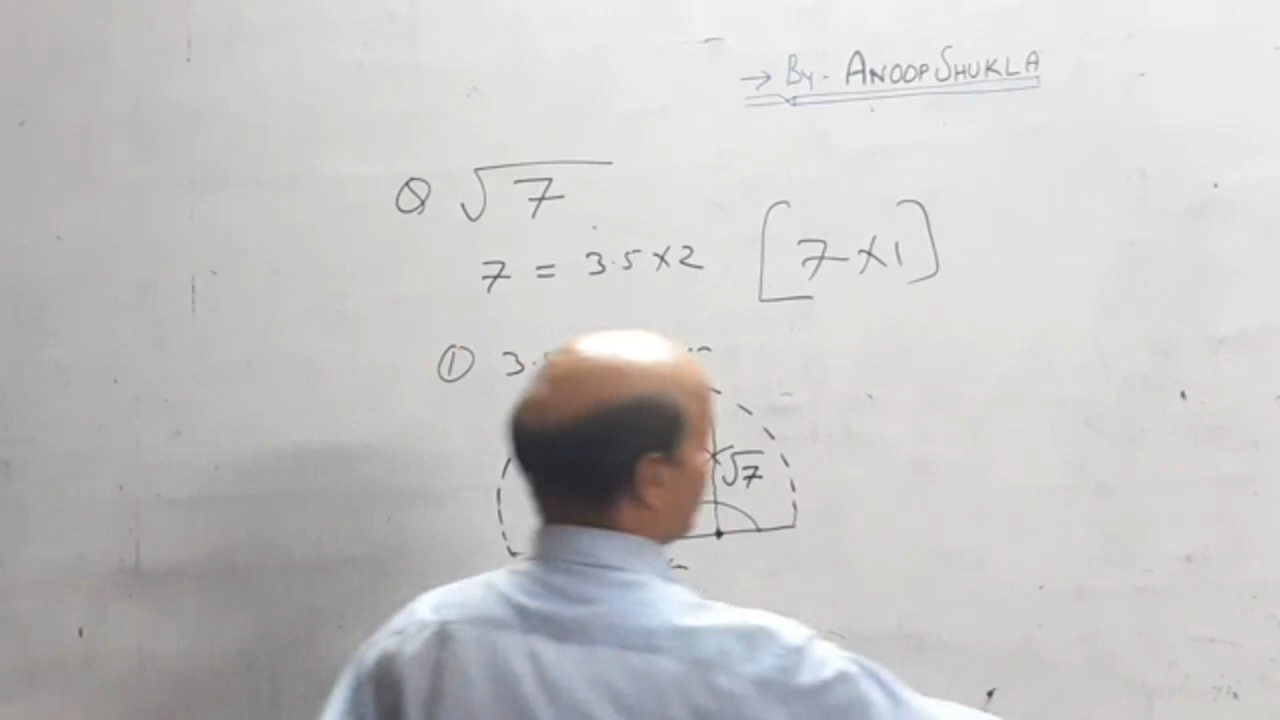 → By - ANOOP SHUKLA
Q √7
7 = 3.5 X 2 [7 X 1]
① 3.
√7